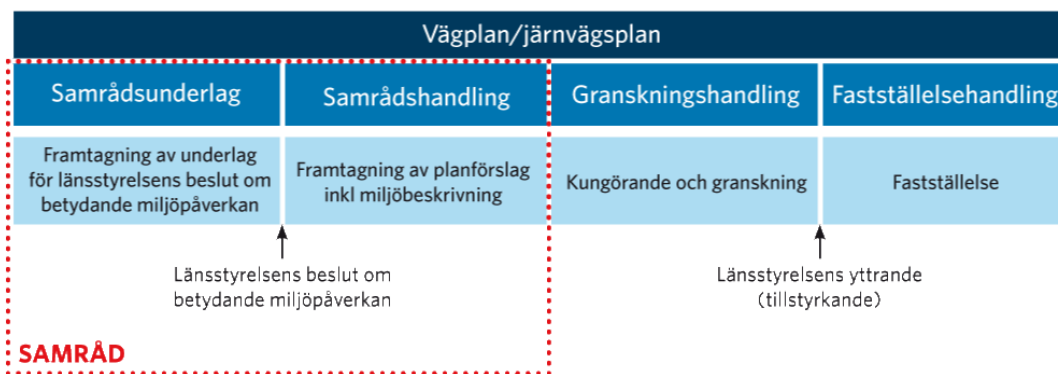 Vägplan/järnvägsplan
Samrådsunderlag
Samrådshandling
Granskningshandling
Fastställelsehandling
Framtagning av underlag
för länsstyrelsens beslut om
betydande miljöpåverkan
Framtagning av planförslag
inkl miljöbeskrivning
Kungörande och granskning
Fastställelse
Länsstyrelsens beslut om
betydande miljöpåverkan
Länsstyrelsens yttrande
(tillstyrkande)
SAMRÅD